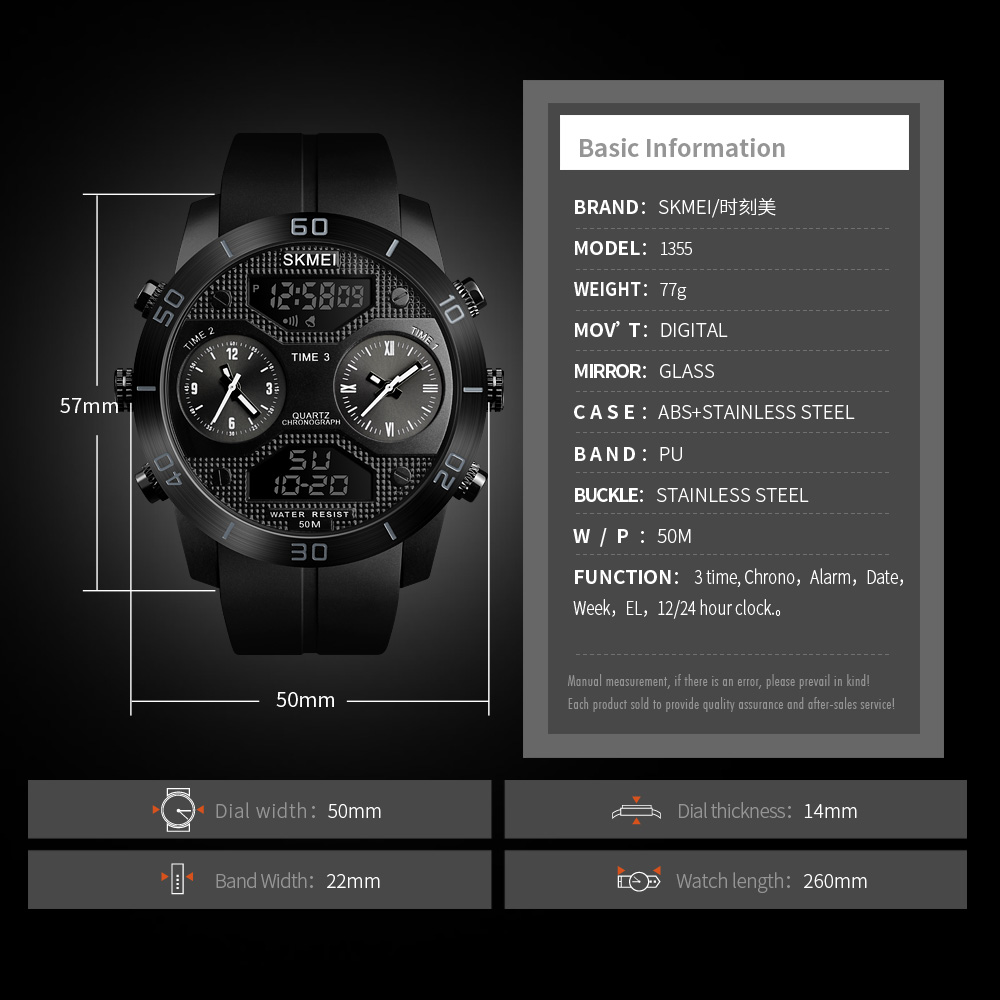 60
SKMEI
50
10
P 12:58 09
TIME 2
TIME 1
12
9
3
6
XII
III
VI
IX
TIME 3
QUARTZ
CHRONOGRAPH
40
20
SU
10-20
WATER RESIST
50M
30
57mm
50mm
Basic Information
BRAND： SKMEI/时刻美
MODEL： 1355
WEIGHT： 77g
MOV’T： DIGITAL
MIRROR： GLASS
CASE： ABS+STAINLESS STEEL
BAND： PU
BUCKLE： STAINLESS STEEL
W / P ： 50M
FUNCTION： 3 time, Chrono，Alarm，Date，
Week，EL，12/24 hour clock.。
Manual measurement, if there is an error, please prevail in kind!
Each product sold to provide quality assurance and after-sales service!
Dial width： 50mm
Dial thickness： 14mm
Band Width： 22mm
Watch length： 260mm